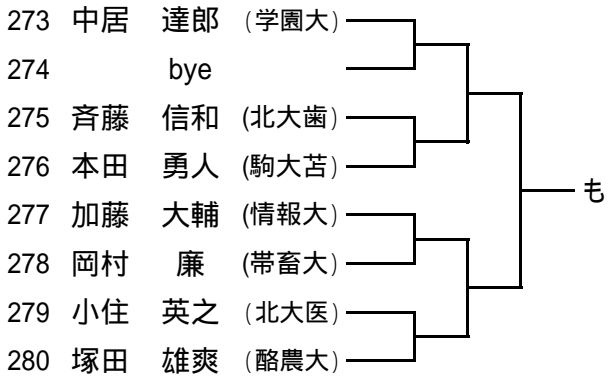 273 中居 達郎 (学園大)
274 bye
275 斉藤 信和 (北大歯)
276 本田 勇人 (駒大苫)
も
277 加藤 大輔 (情報大)
278 岡村 廉 (帯畜大)
279 小住 英之 (北大医)
280 塚田 雄爽 (酪農大)